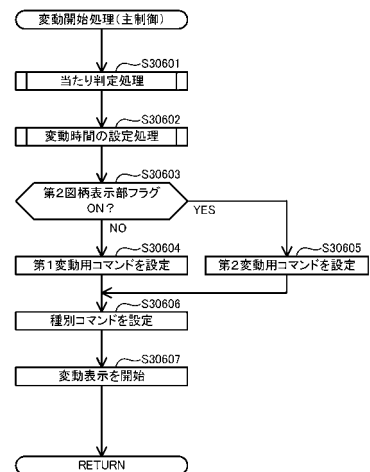 変動開始処理(主制御)
S30601
当たり判定処理
S30602
変動時間の設定処理
S30603
第2図柄表示部フラグ
ON?
YES
NO
S30604
第1変動用コマンドを設定
S30605
第2変動用コマンドを設定
S30606
種別コマンドを設定
S30607
変動表示を開始
RETURN